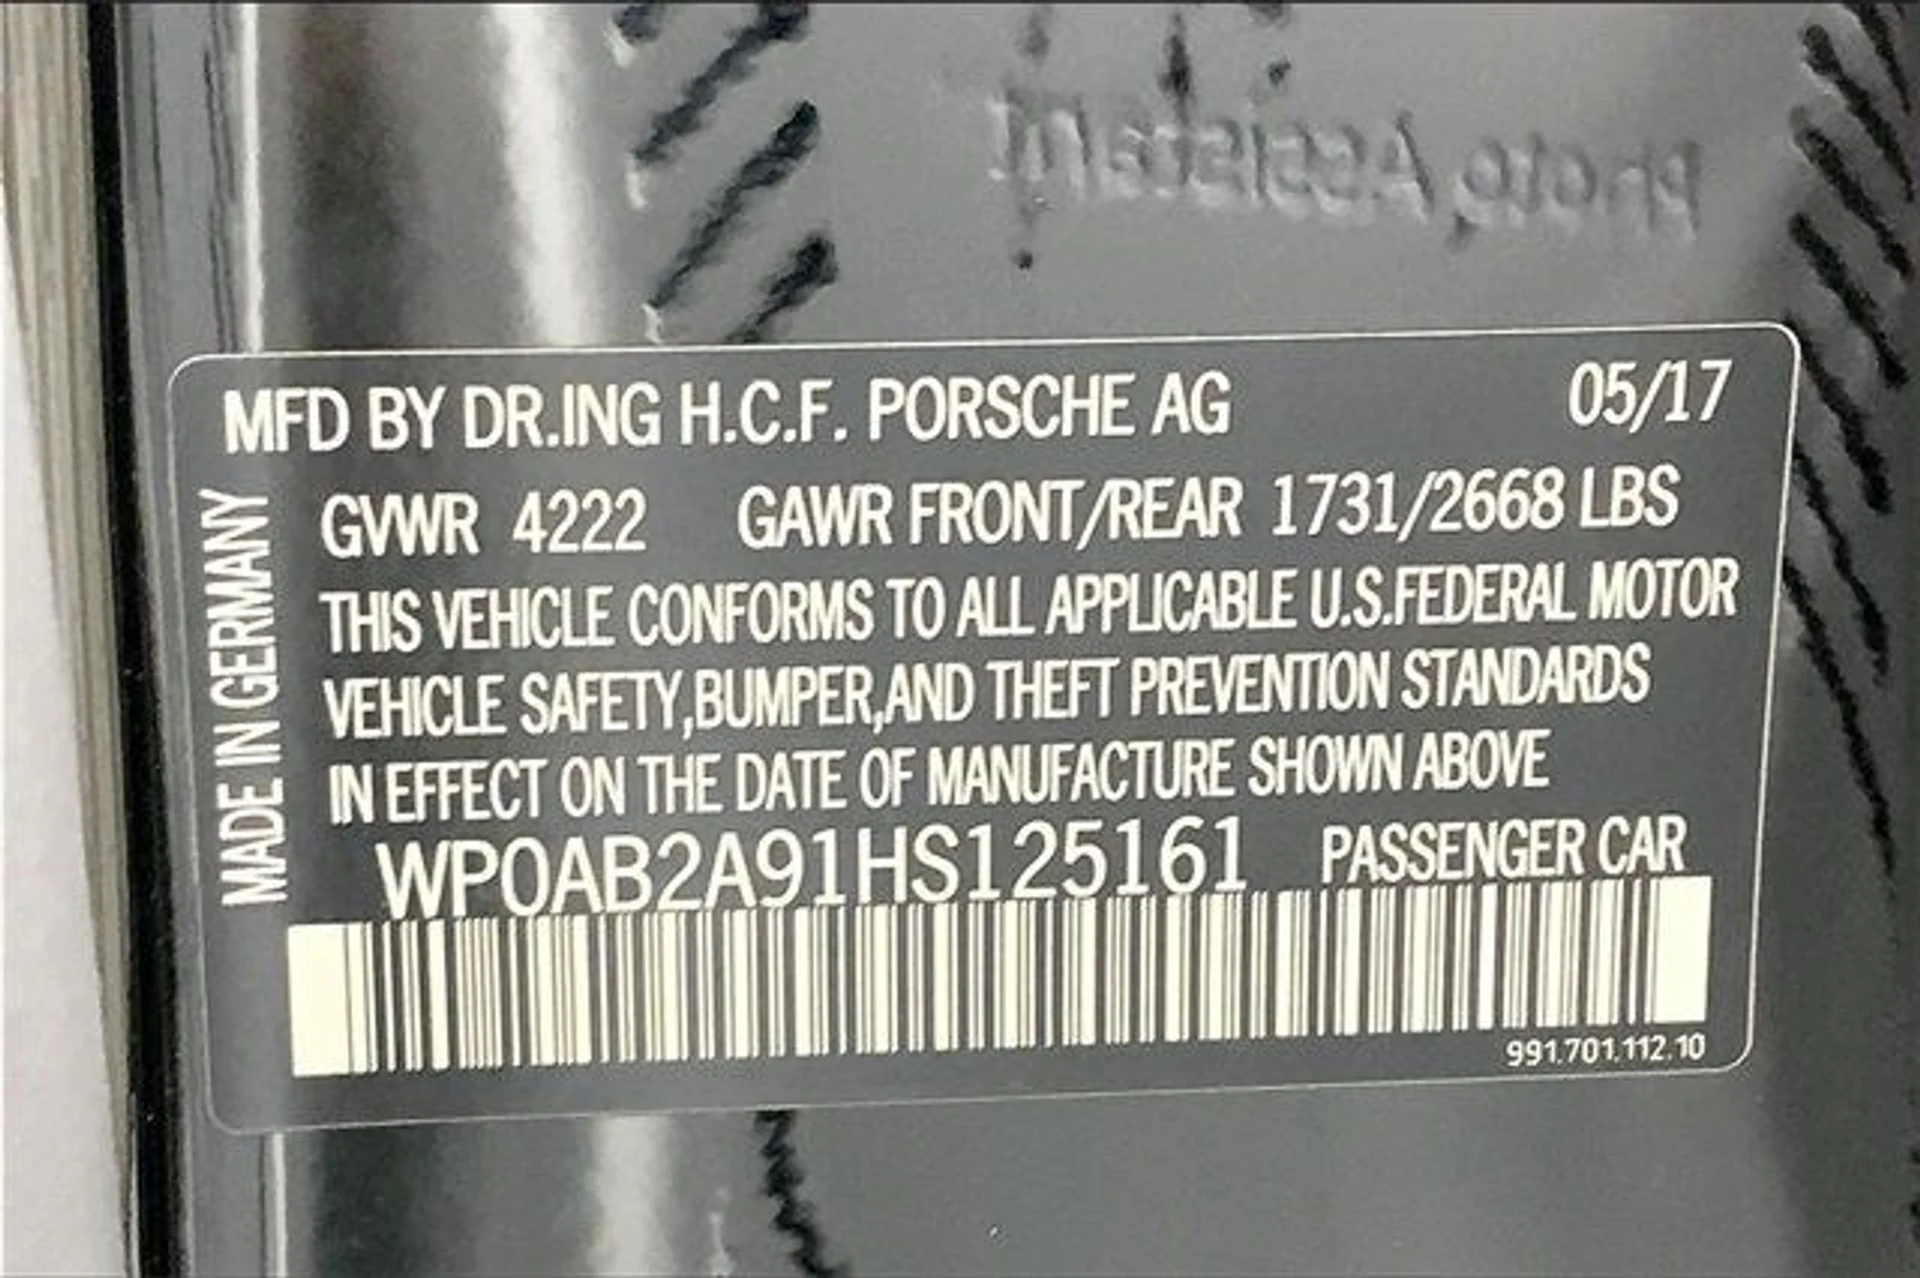 photo Assistant
MFD BY DR.ING H.C.F. PORSCHE AG 05/17
GVWR 4222 GAWR FRONT/REAR 1731/2668 LBS
THIS VEHICLE CONFORMS TO ALL APPLICABLE U.S.FEDERAL MOTOR
VEHICLE SAFETY,BUMPER,AND THEFT PREVENTION STANDARDS
IN EFFECT ON THE DATE OF MANUFACTURE SHOWN ABOVE
WP0AB2A91HS125161 PASSENGER CAR
991.701.112.10
MADE IN GERMANY